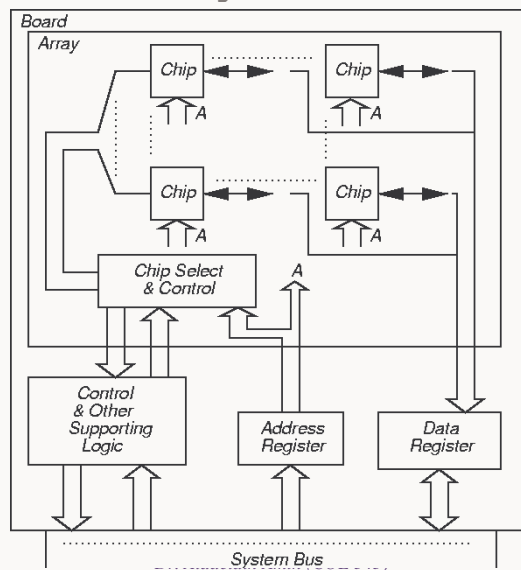 Board
Array
Chip
Chip
A
A
Chip
Chip
A
A
Chip Select
& Control
A
Control
& Other
Supporting
Logic
Address
Register
Data
Register
System Bus